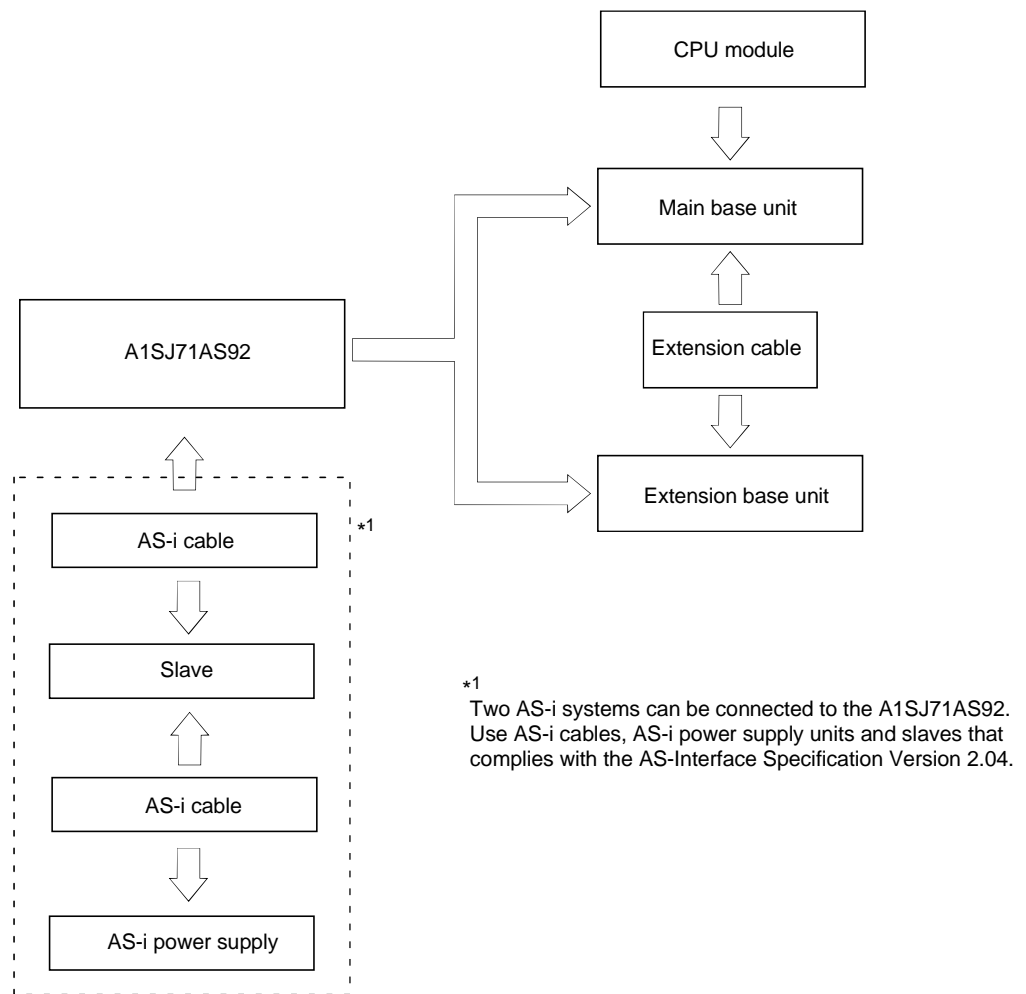 CPU module
Main base unit
A1SJ71AS92
Extension cable
Extension base unit
AS-i cable
*1
Slave
AS-i cable
AS-i power supply
*1
Two AS-i systems can be connected to the A1SJ71AS92.
Use AS-i cables, AS-i power supply units and slaves that
complies with the AS-Interface Specification Version 2.04.